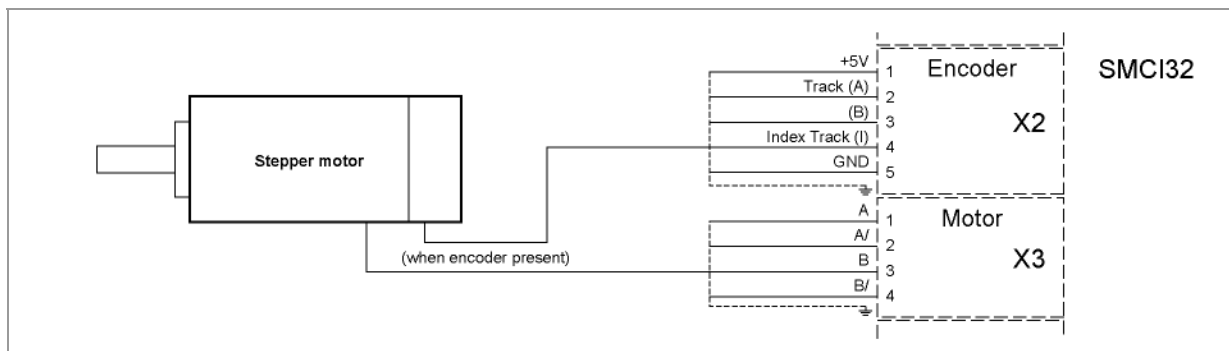 Stepper motor
(when encoder present)
+5V
1
Track (A)
2
(B)
3
Index Track (I)
4
GND
5
Encoder
X2
SMCI32
A
1
A/
2
B
3
B/
4
Motor
X3